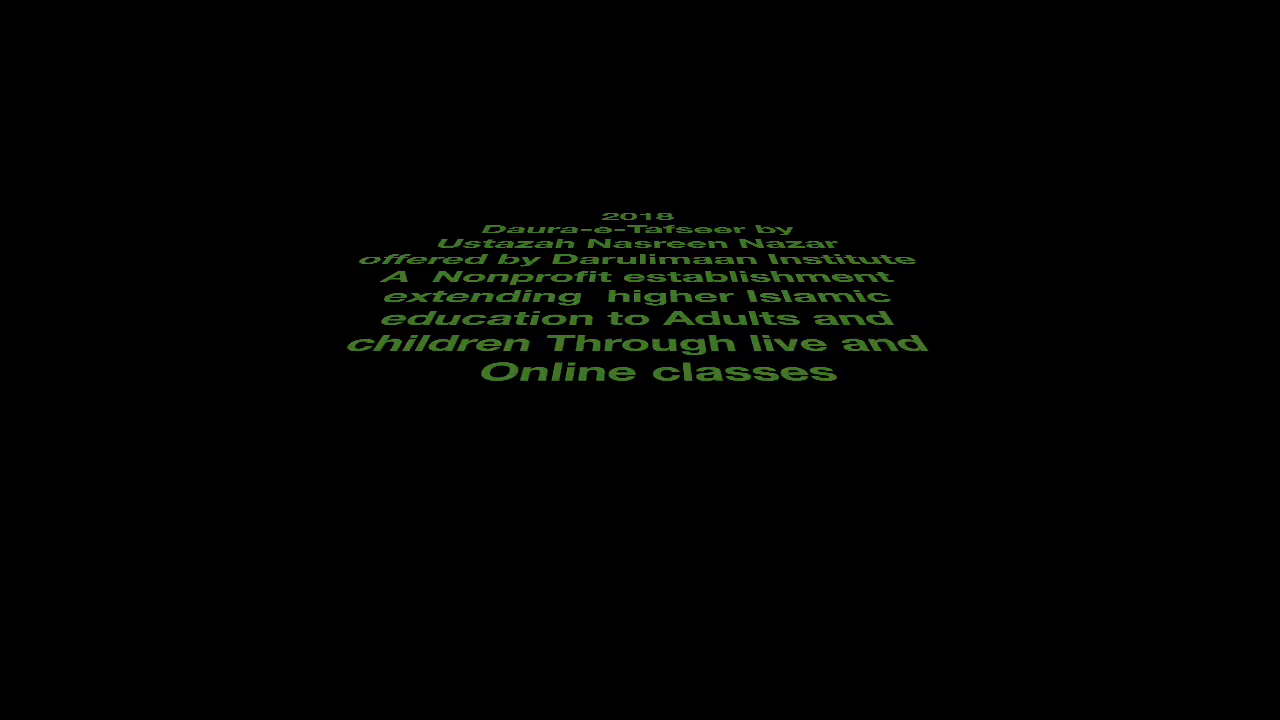 2018
Daura-e-Tafseer by
Ustazah Nasreen Nazar
offered by Darulimaan Institute
A  Nonprofit establishment
extending  higher Islamic
education to Adults and
children Through live and
Online classes